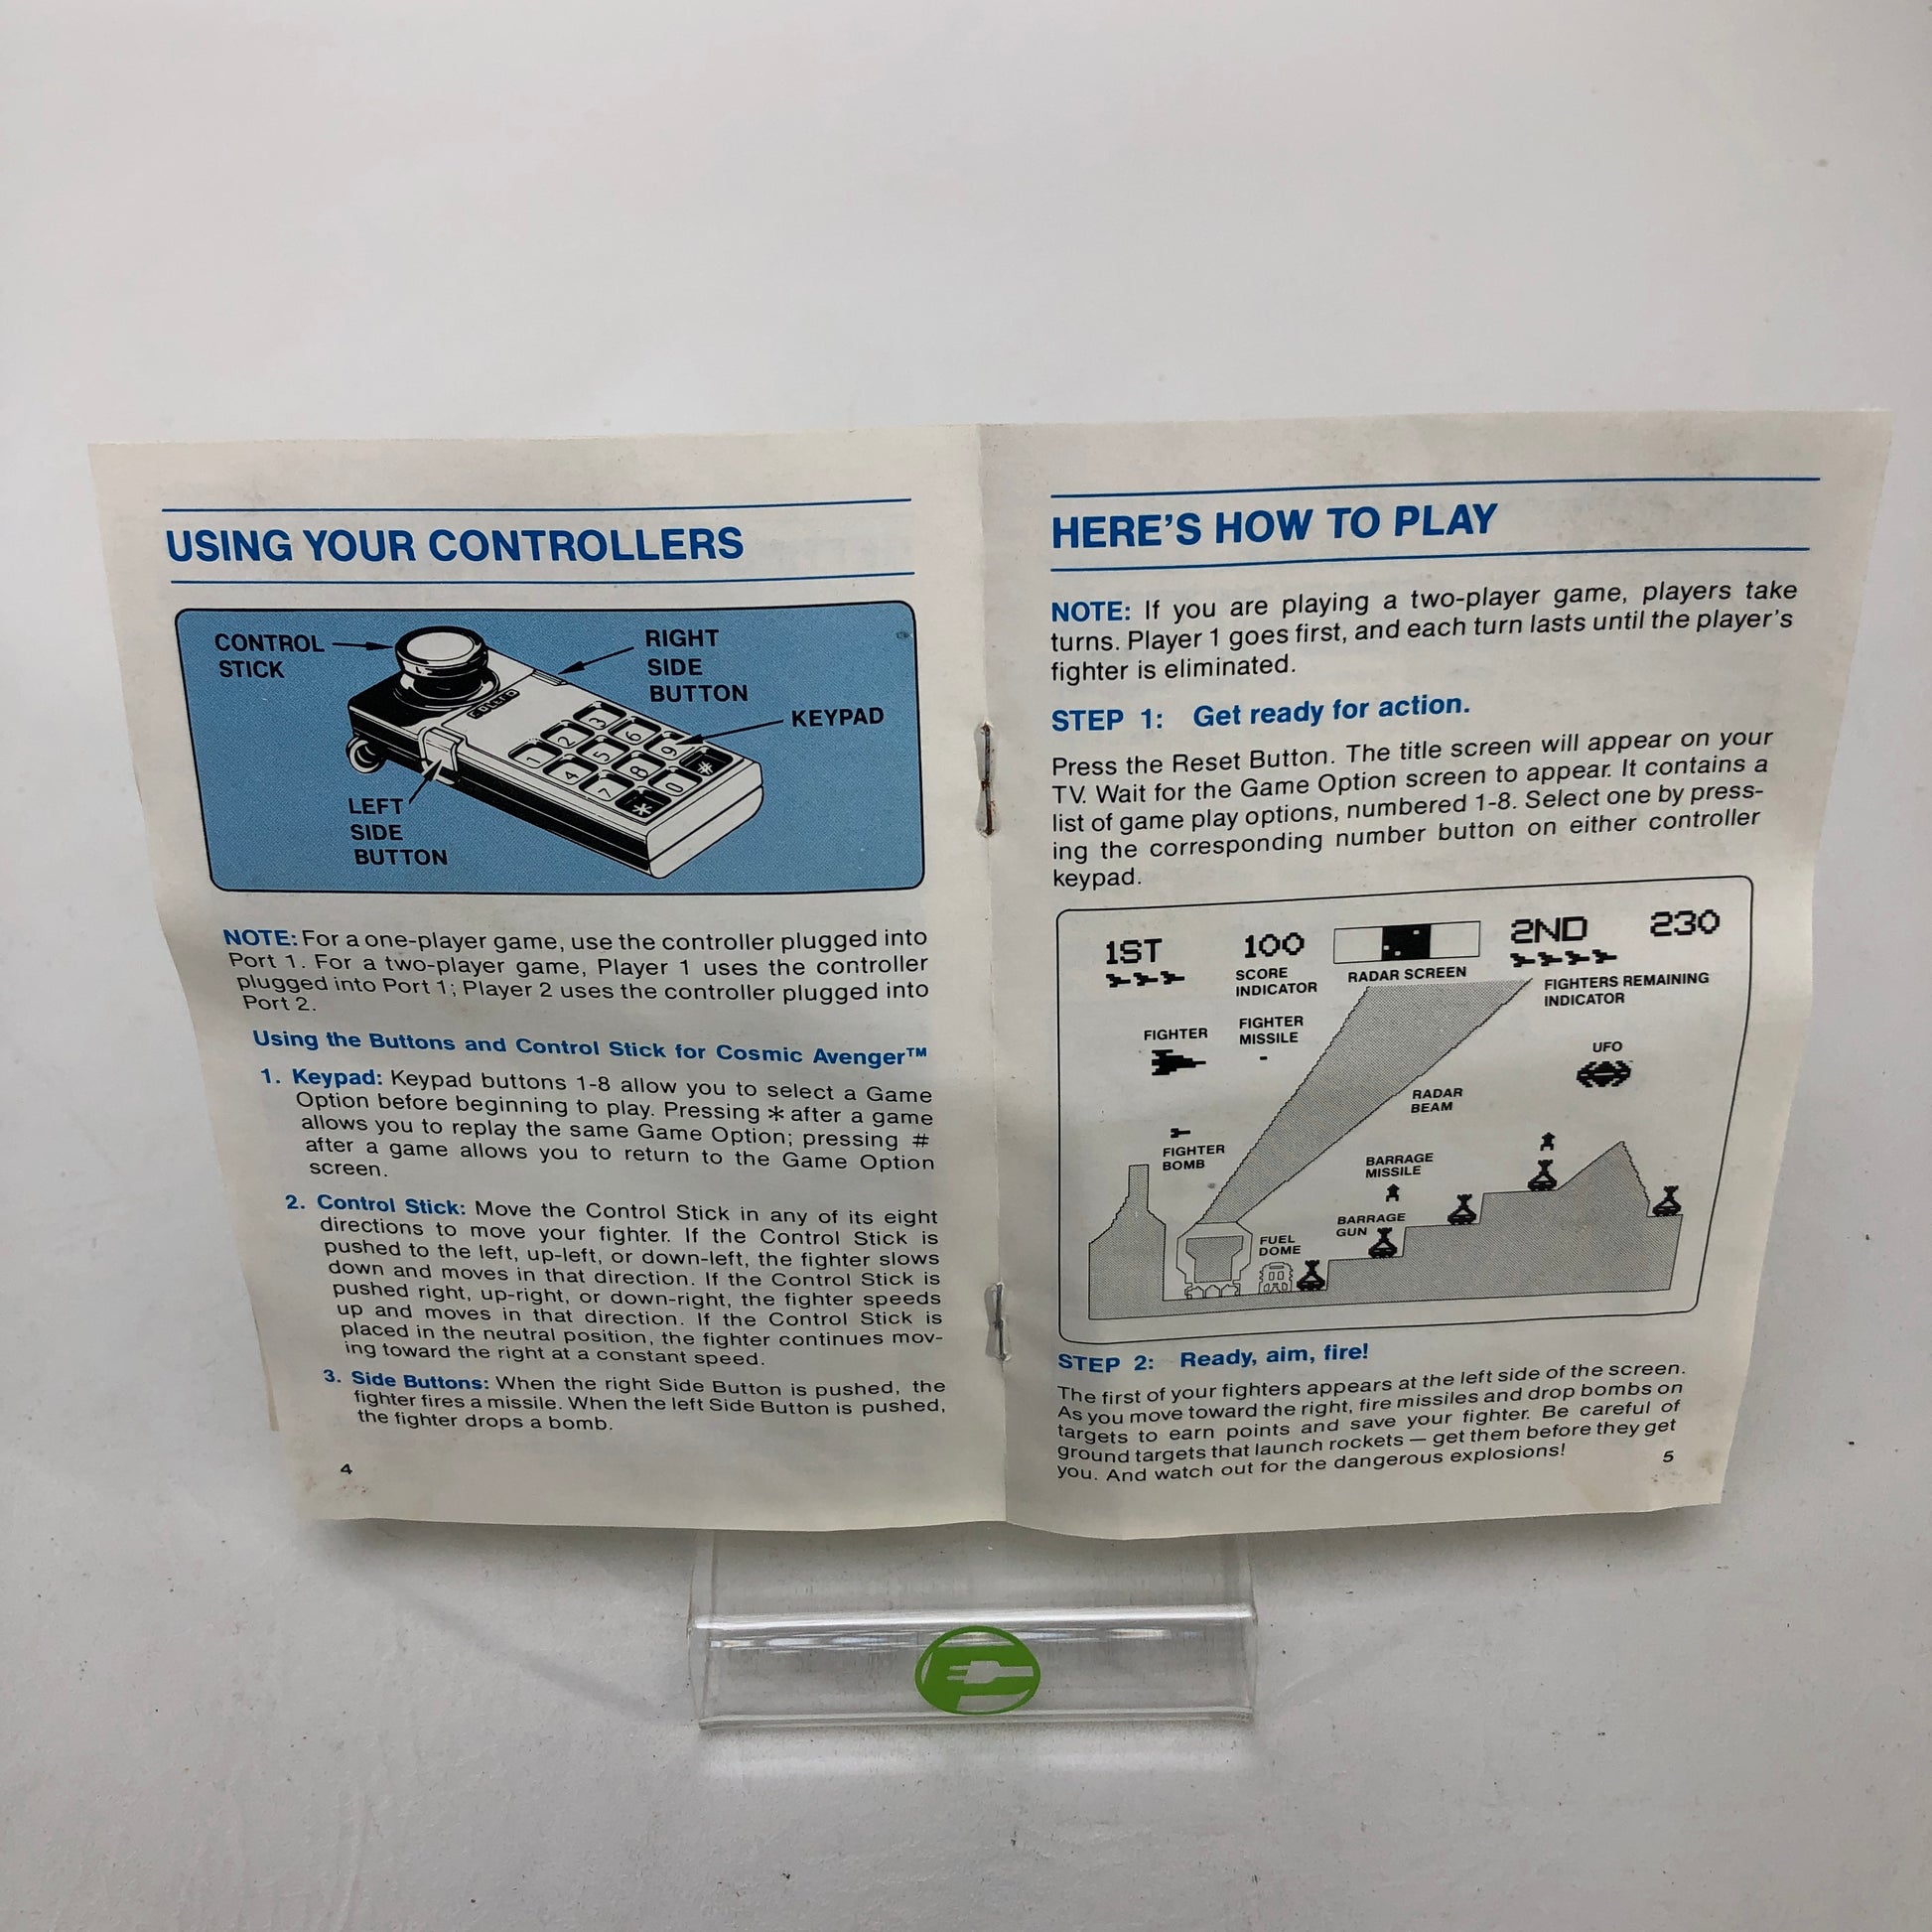 USING YOUR CONTROLLERS
CONTROL
STICK
RIGHT
SIDE
BUTTON
KEYPAD
COLECO
1 2 3
4 5 6
7 8 9
* 0 #
LEFT
SIDE
BUTTON
NOTE: For a one-player game, use the controller plugged into
Port 1. For a two-player game, Player 1 uses the controller
plugged into Port 1; Player 2 uses the controller plugged into
Port 2.
Using the Buttons and Control Stick for Cosmic Avenger™
1. Keypad: Keypad buttons 1-8 allow you to select a Game
Option before beginning to play. Pressing * after a game
allows you to replay the same Game Option; pressing #
after a game allows you to return to the Game Option
screen.
2. Control Stick: Move the Control Stick in any of its eight
directions to move your fighter. If the Control Stick is
pushed to the left, up-left, or down-left, the fighter slows
down and moves in that direction. If the Control Stick is
pushed right, up-right, or down-right, the fighter speeds
up and moves in that direction. If the Control Stick is
placed in the neutral position, the fighter continues mov-
ing toward the right at a constant speed.
3. Side Buttons: When the right Side Button is pushed, the
fighter fires a missile. When the left Side Button is pushed,
the fighter drops a bomb.
4
HERE'S HOW TO PLAY
NOTE: If you are playing a two-player game, players take
turns. Player 1 goes first, and each turn lasts until the player's
fighter is eliminated.
STEP 1: Get ready for action.
Press the Reset Button. The title screen will appear on your
TV. Wait for the Game Option screen to appear. It contains a
list of game play options, numbered 1-8. Select one by press-
ing the corresponding number button on either controller
keypad.
1ST 100 2ND 230
SCORE
INDICATOR
RADAR SCREEN
FIGHTERS REMAINING
INDICATOR
FIGHTER
FIGHTER
MISSILE
UFO
RADAR
BEAM
FIGHTER
BOMB
BARRAGE
MISSILE
BARRAGE
GUN
FUEL
DOME
STEP 2: Ready, aim, fire!
The first of your fighters appears at the left side of the screen.
As you move toward the right, fire missiles and drop bombs on
targets to earn points and save your fighter. Be careful of
ground targets that launch rockets — get them before they get
you. And watch out for the dangerous explosions!
5